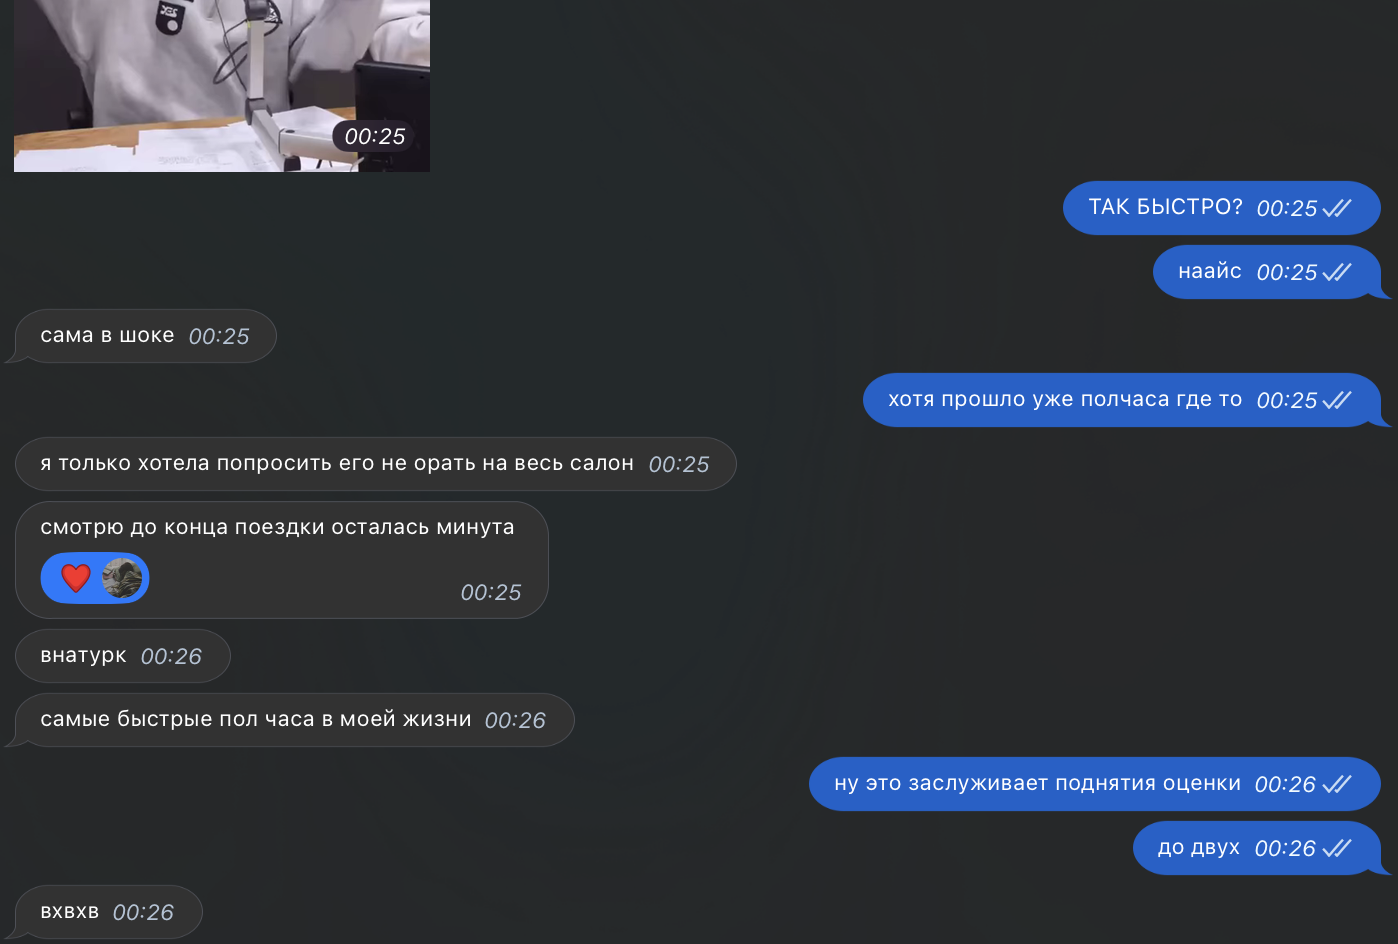 00:25
ТАК БЫСТРО? 00:25
наайс 00:25
сама в шоке 00:25
хотя прошло уже полчаса где то 00:25
я только хотела попросить его не орать на весь салон 00:25
смотрю до конца поездки осталась минута
00:25
внатурк 00:26
самые быстрые пол часа в моей жизни 00:26
ну это заслуживает поднятия оценки 00:26
до двух 00:26
вхвхв 00:26